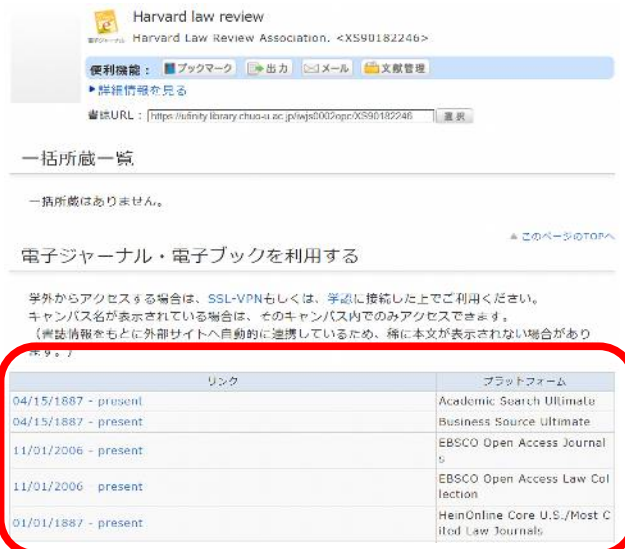 Harvard law review
電子ジャーナル Harvard Law Review Association. <XS90182246>
便利機能： ブックマーク 出力 メール 文献管理
▶詳細情報を見る
書誌URL： https://ufinity.library.chuo-u.ac.jp/iwjs0002opc/XS90182246 選択
一括所蔵一覧
一括所蔵はありません。
▲ このページのTOPへ
電子ジャーナル・電子ブックを利用する
学外からアクセスする場合は、SSL-VPNもしくは、学認に接続した上でご利用ください。
キャンパス名が表示されている場合は、そのキャンパス内でのみアクセスできます。
（書誌情報をもとに外部サイトへ自動的に連携しているため、稀に本文が表示されない場合があり
ます。）
リンク プラットフォーム
04/15/1887 - present Academic Search Ultimate
04/15/1887 - present Business Source Ultimate
11/01/2006 - present EBSCO Open Access Journal
s
11/01/2006 - present EBSCO Open Access Law Col
lection
01/01/1887 - present HeinOnline Core U.S./Most C
ited Law Journals